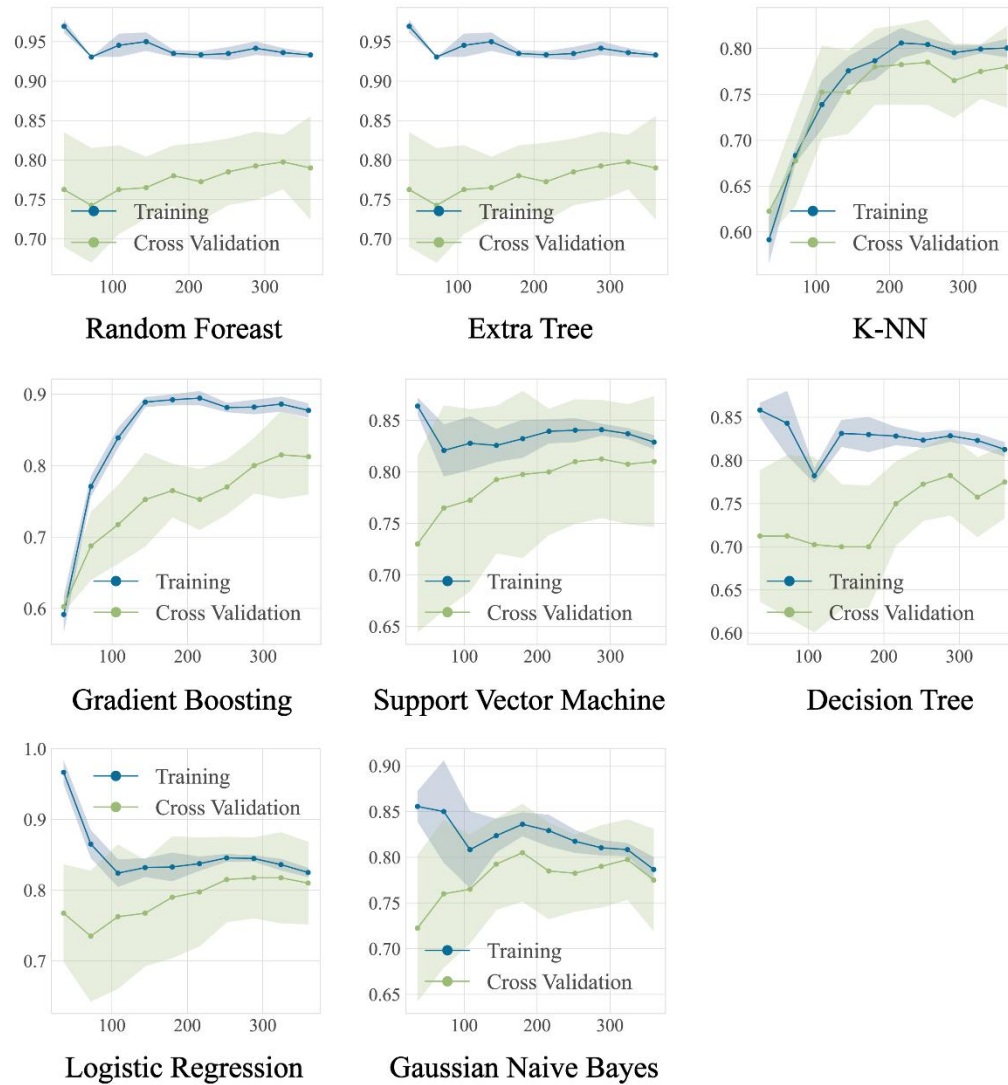 0.95
0.90
0.85
0.80
0.75
0.70
Training
Cross Validation
100 200 300
Random Foreast
0.95
0.90
0.85
0.80
0.75
0.70
Training
Cross Validation
100 200 300
Extra Tree
0.80
0.75
0.70
0.65
0.60
Training
Cross Validation
100 200 300
K-NN
0.9
0.8
0.7
0.6
Training
Cross Validation
100 200 300
Gradient Boosting
0.85
0.80
0.75
0.70
0.65
Training
Cross Validation
100 200 300
Support Vector Machine
0.85
0.80
0.75
0.70
0.65
0.60
Training
Cross Validation
100 200 300
Decision Tree
1.0
0.9
0.8
0.7
Training
Cross Validation
100 200 300
Logistic Regression
0.90
0.85
0.80
0.75
0.70
0.65
Training
Cross Validation
100 200 300
Gaussian Naive Bayes